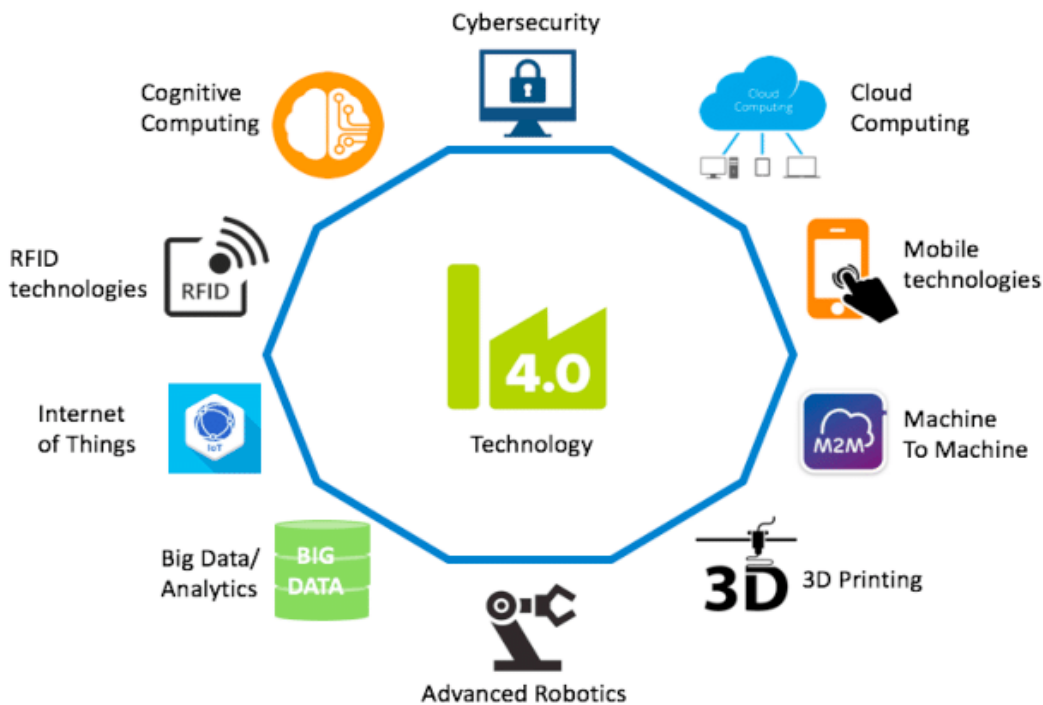 Cybersecurity
Cognitive
Computing
Cloud
Computing
Cloud
Computing
RFID
technologies
RFID
Mobile
technologies
4.0
Technology
Internet
of Things
IoT
M2M
Machine
To Machine
Big Data/
Analytics
BIG
DATA
3D
3D Printing
Advanced Robotics